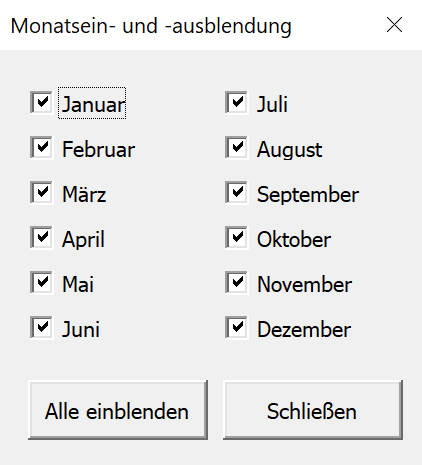 Monatsein- und -ausblendung
Januar
Februar
März
April
Mai
Juni
Juli
August
September
Oktober
November
Dezember
Alle einblenden
Schließen